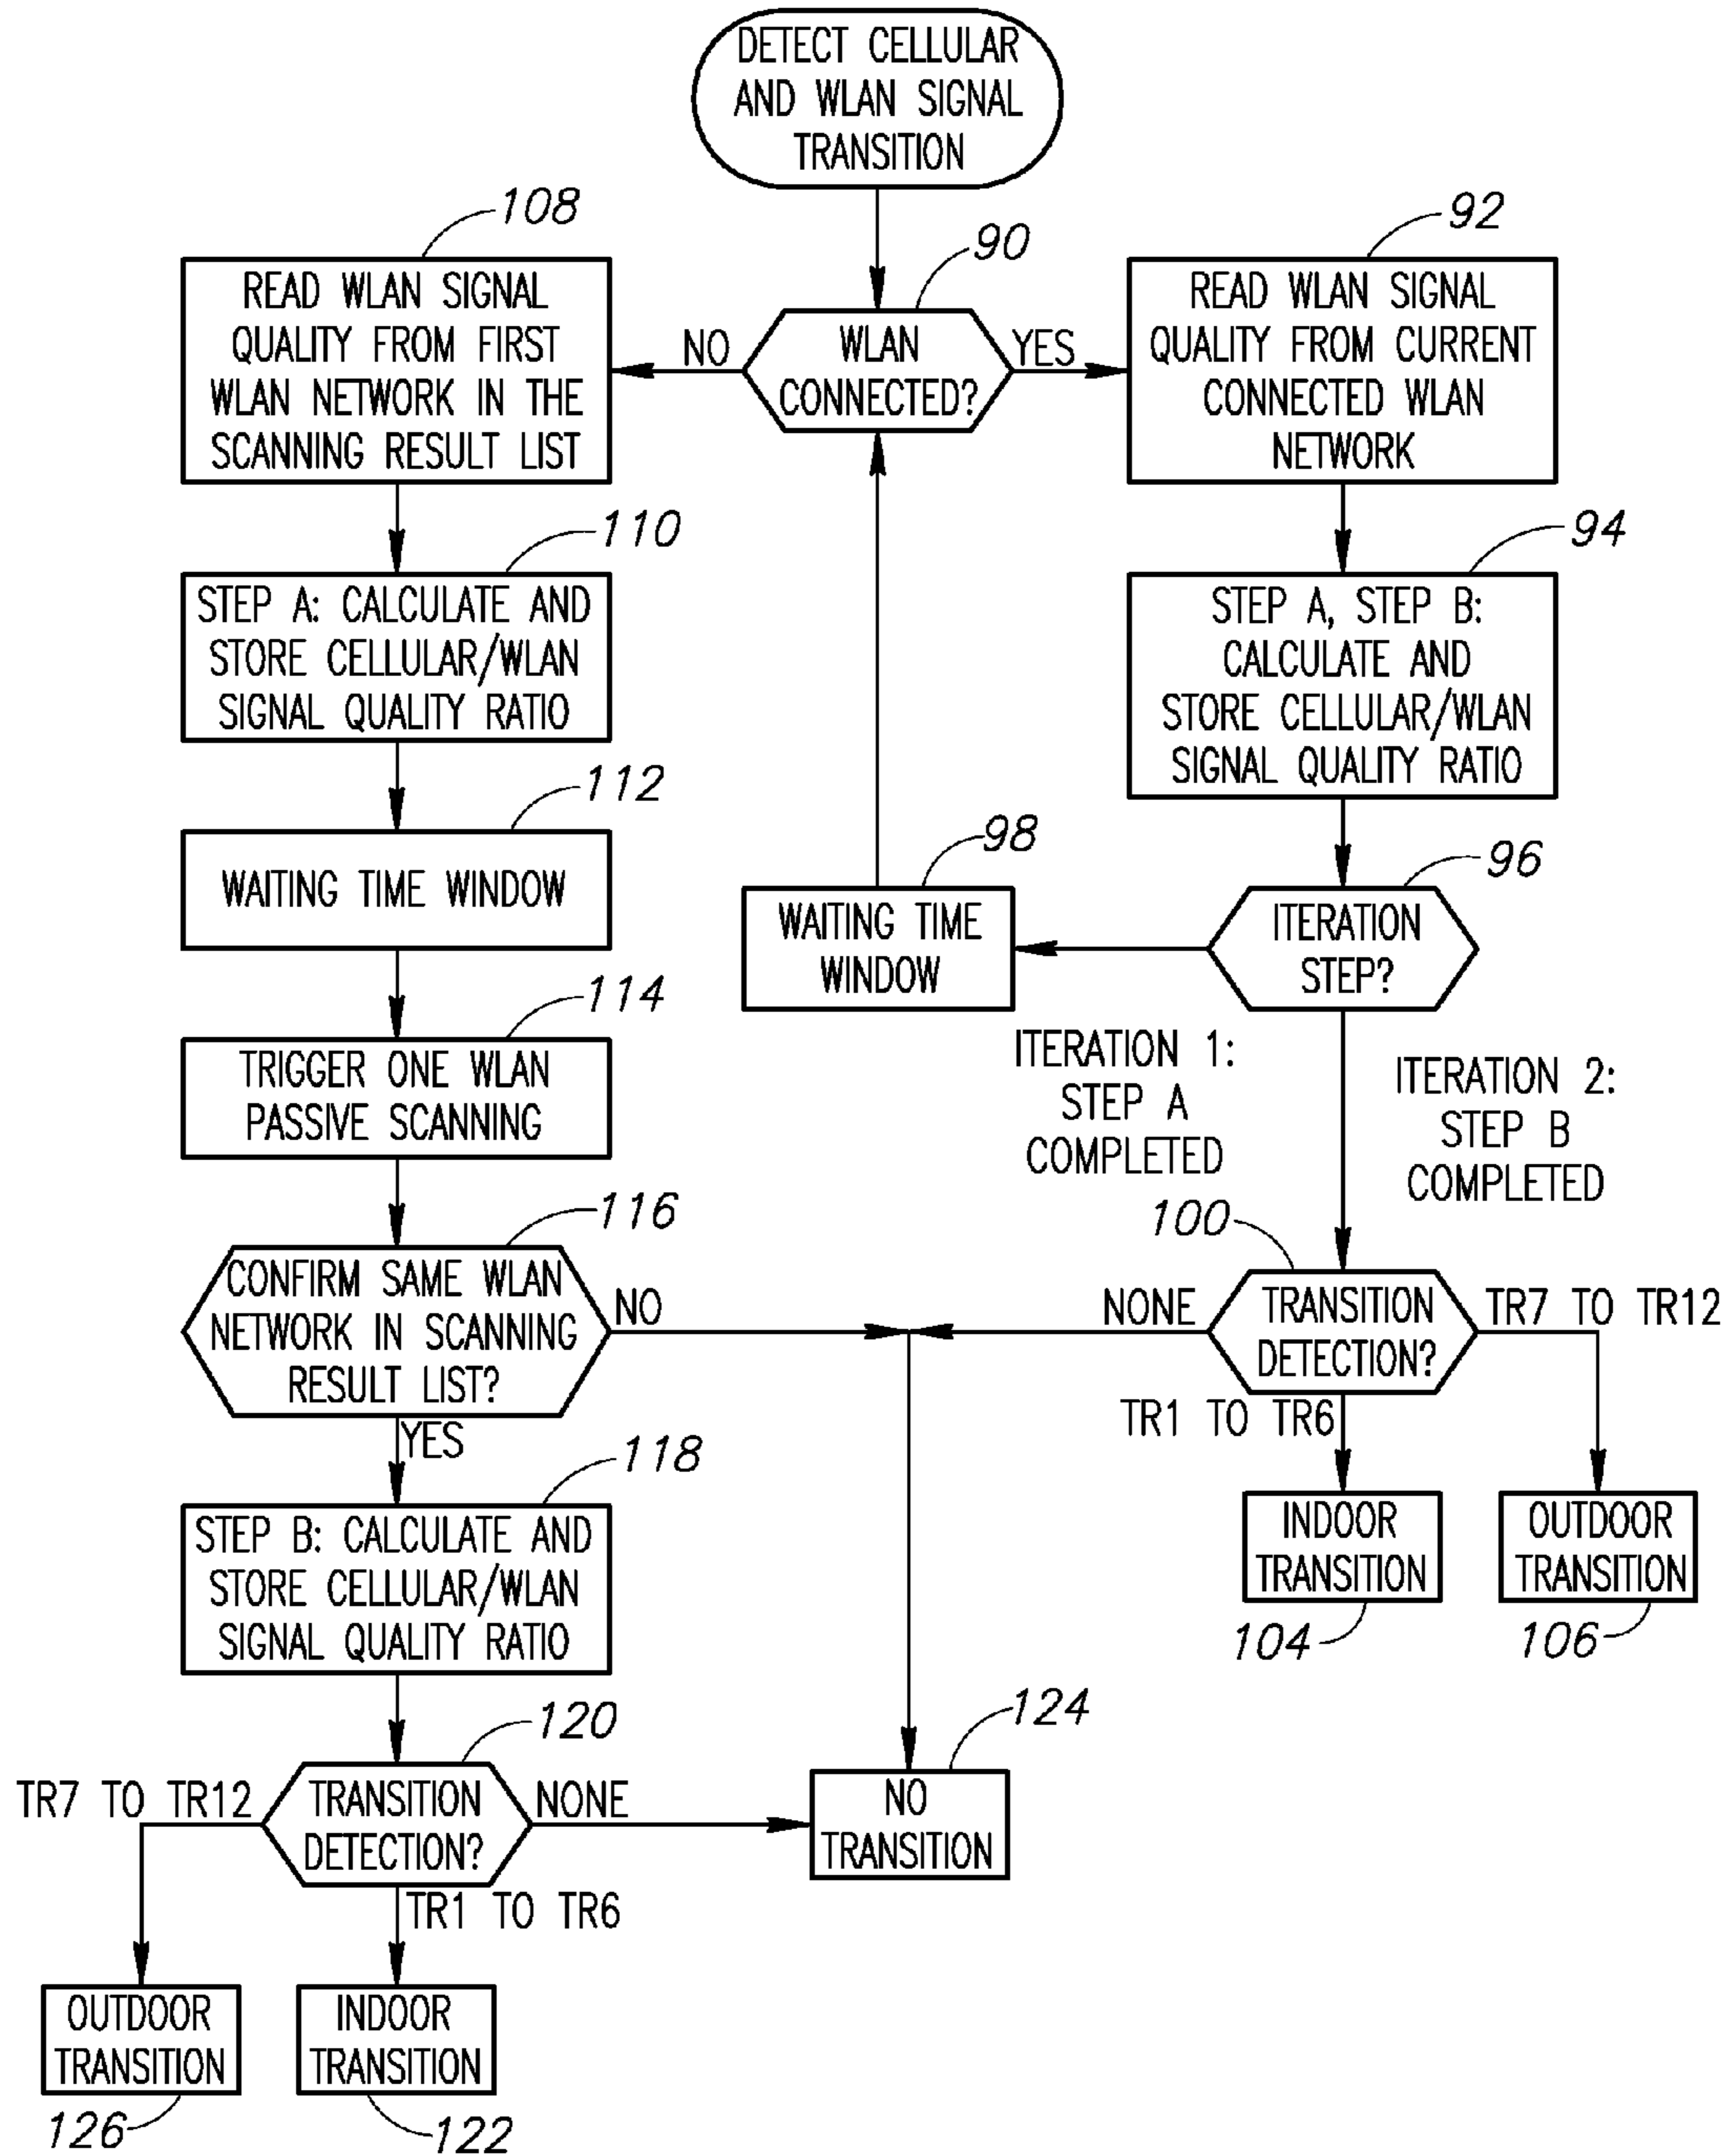 DETECT CELLULAR
AND WLAN SIGNAL
TRANSITION
108
READ WLAN SIGNAL
QUALITY FROM FIRST
WLAN NETWORK IN THE
SCANNING RESULT LIST
NO
90
WLAN
CONNECTED?
YES
92
READ WLAN SIGNAL
QUALITY FROM CURRENT
CONNECTED WLAN
NETWORK
110
STEP A: CALCULATE AND
STORE CELLULAR/WLAN
SIGNAL QUALITY RATIO
94
STEP A, STEP B:
CALCULATE AND
STORE CELLULAR/WLAN
SIGNAL QUALITY RATIO
112
WAITING TIME WINDOW
98
WAITING TIME
WINDOW
96
ITERATION
STEP?
114
TRIGGER ONE WLAN
PASSIVE SCANNING
ITERATION 1:
STEP A
COMPLETED
ITERATION 2:
STEP B
COMPLETED
116
CONFIRM SAME WLAN
NETWORK IN SCANNING
RESULT LIST?
NO
YES
100
NONE
TRANSITION
DETECTION?
TR7 TO TR12
TR1 TO TR6
118
STEP B: CALCULATE AND
STORE CELLULAR/WLAN
SIGNAL QUALITY RATIO
INDOOR
TRANSITION
104
OUTDOOR
TRANSITION
106
120
TR7 TO TR12
TRANSITION
DETECTION?
NONE
TR1 TO TR6
124
NO
TRANSITION
OUTDOOR
TRANSITION
126
INDOOR
TRANSITION
122